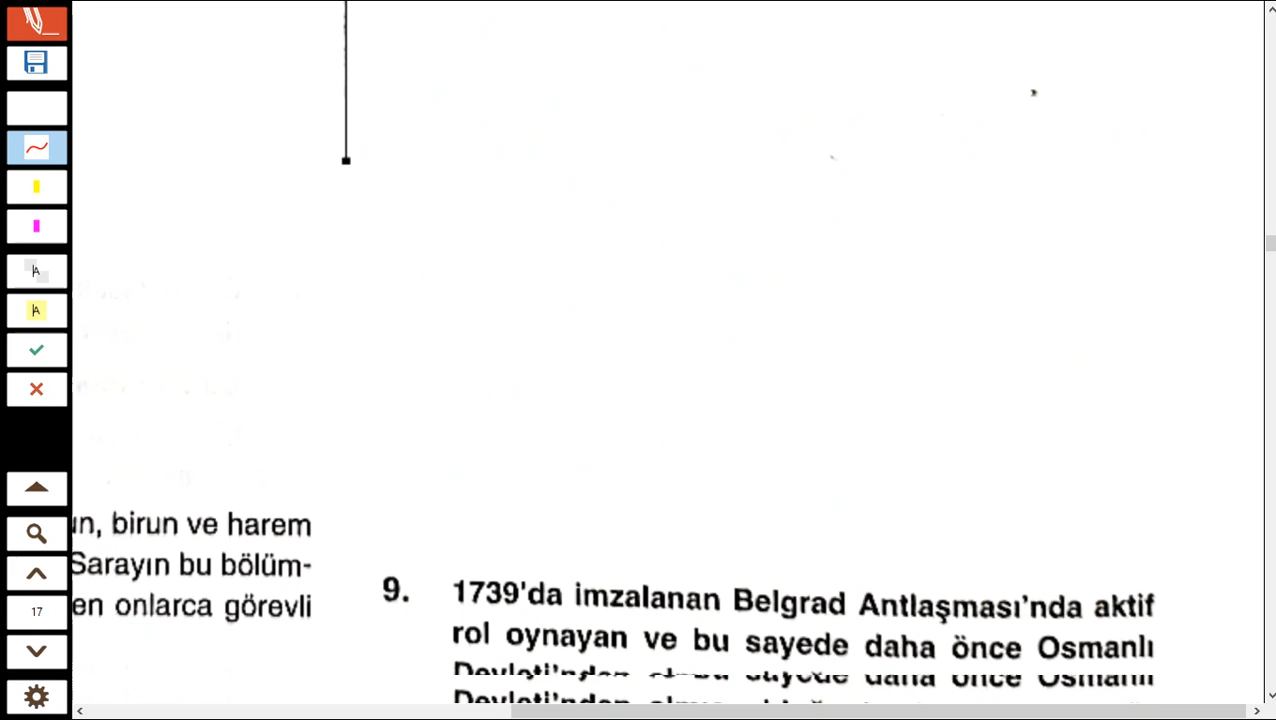 un, birun ve harem
Sarayın bu bölüm-
en onlarca görevli
9. 1739'da imzalanan Belgrad Antlaşması'nda aktif
rol oynayan ve bu sayede daha önce Osmanlı
17